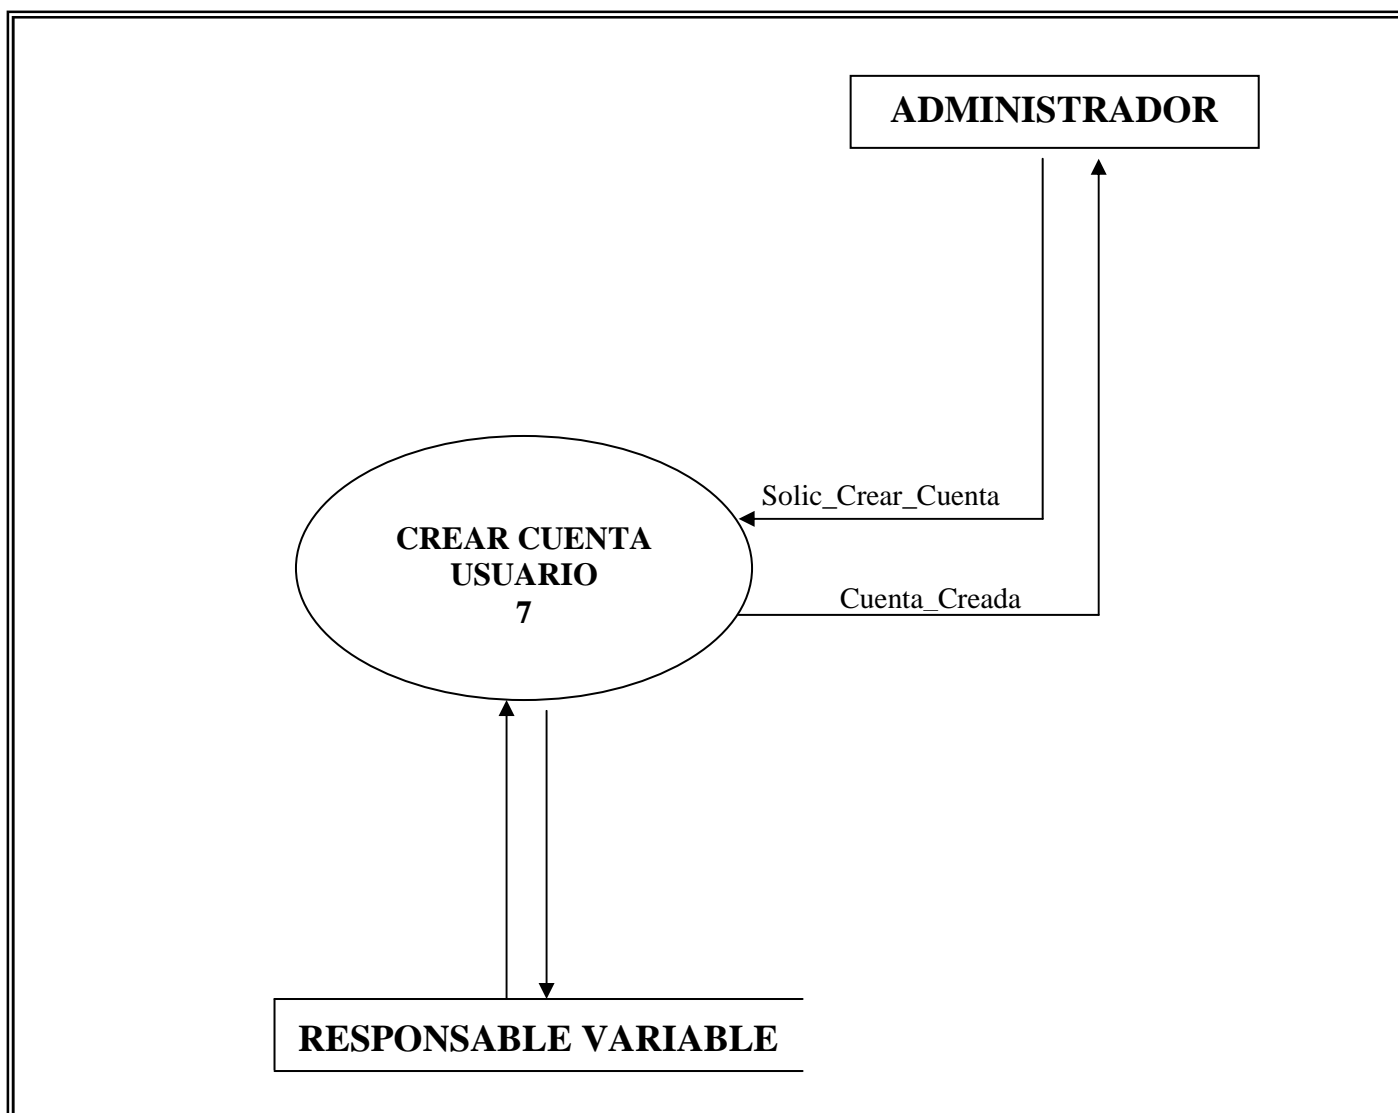 ADMINISTRADOR
Solic_Crear_Cuenta
CREAR CUENTA
USUARIO
7
Cuenta_Creada
RESPONSABLE VARIABLE